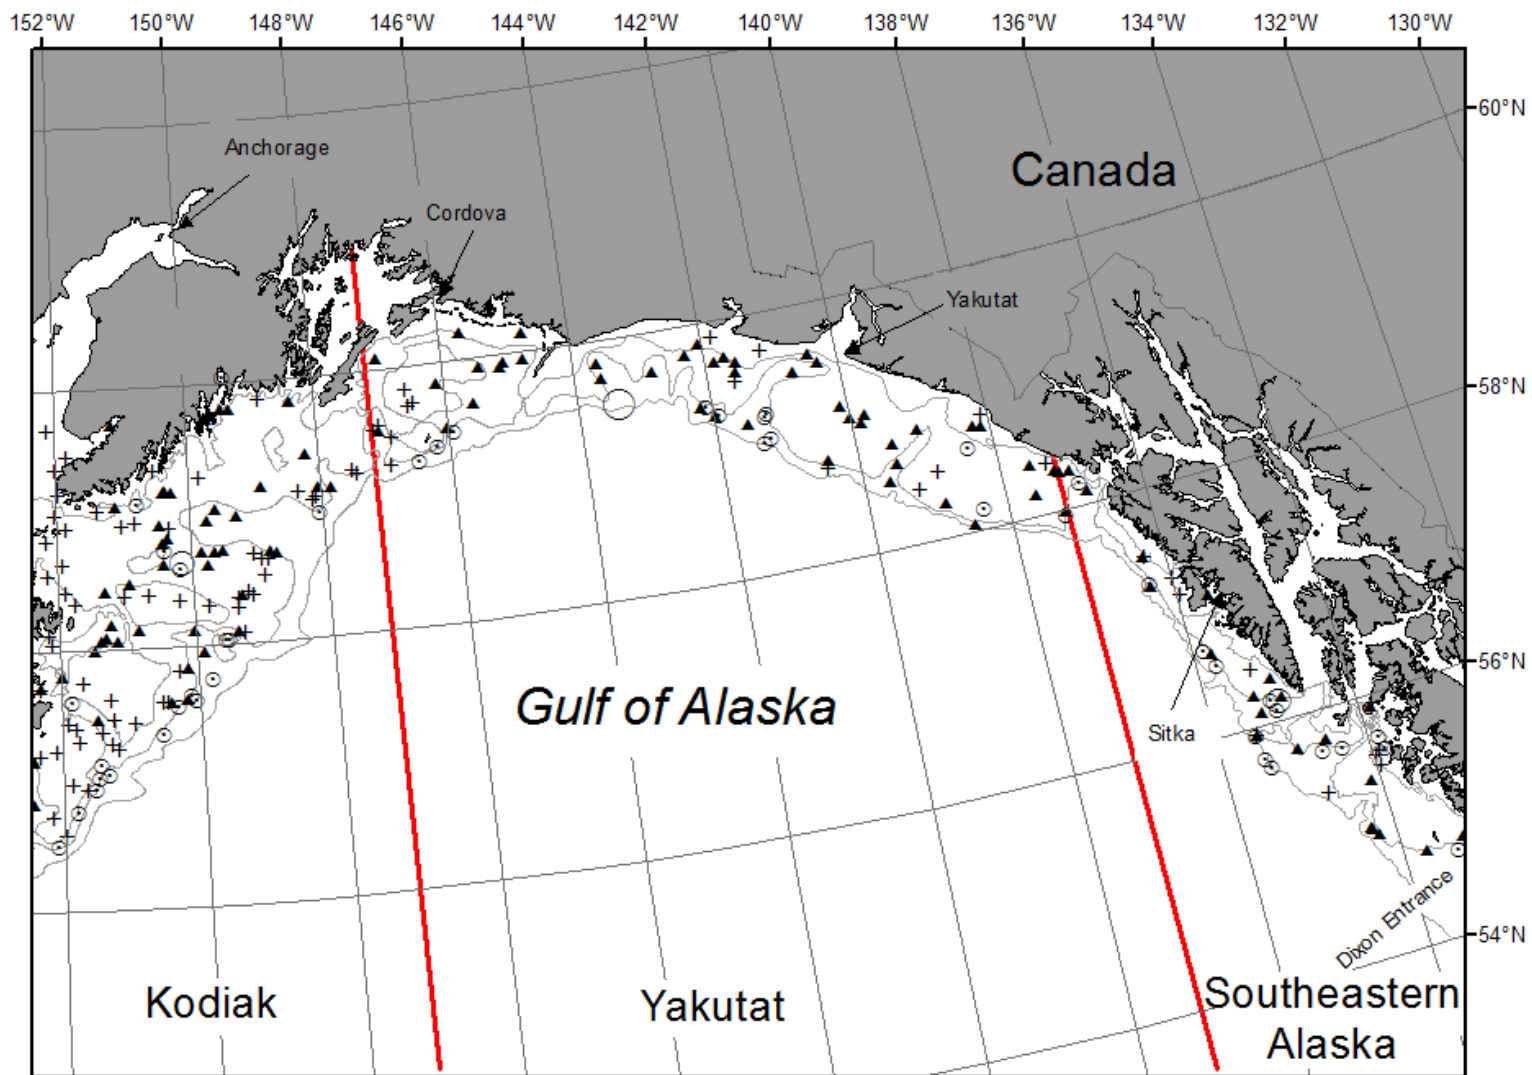 152°W 150°W 148°W 146°W 144°W 142°W 140°W 138°W 136°W 134°W 132°W 130°W
60°N
Anchorage
Canada
Cordova
Yakutat
58°N
56°N
Gulf of Alaska
Sitka
Dixon Entrance
54°N
Kodiak
Yakutat
Southeastern
Alaska